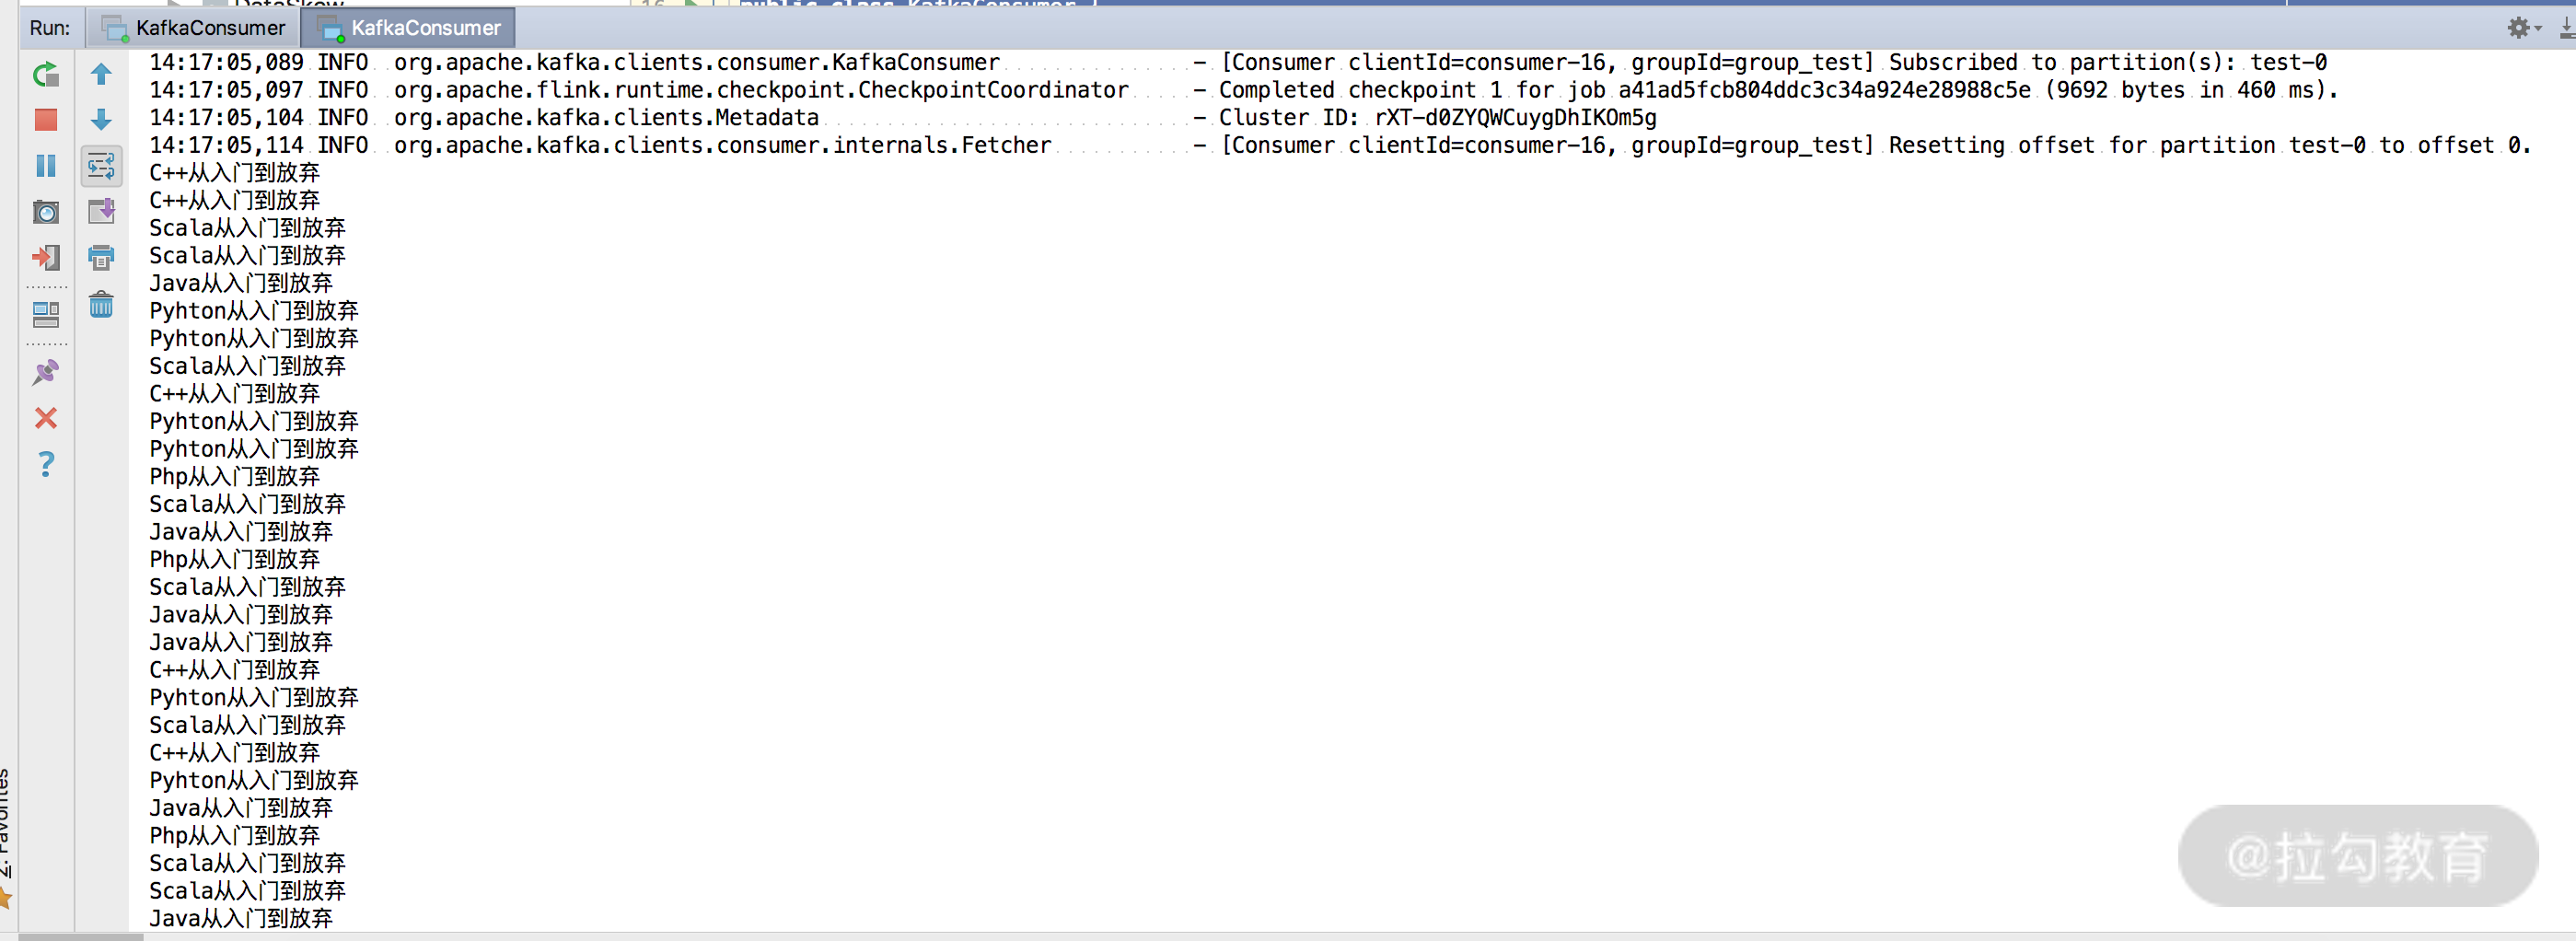 DataSkew
16 public class KafkaConsumer {
Run: KafkaConsumer KafkaConsumer
14:17:05,089 INFO org.apache.kafka.clients.consumer.KafkaConsumer - [Consumer clientId=consumer-16, groupId=group_test] Subscribed to partition(s): test-0
14:17:05,097 INFO org.apache.flink.runtime.checkpoint.CheckpointCoordinator - Completed checkpoint 1 for job a41ad5fcb804ddc3c34a924e28988c5e (9692 bytes in 460 ms).
14:17:05,104 INFO org.apache.kafka.clients.Metadata - Cluster ID: rXT-d0ZYQWCuygDhIKOm5g
14:17:05,114 INFO org.apache.kafka.clients.consumer.internals.Fetcher - [Consumer clientId=consumer-16, groupId=group_test] Resetting offset for partition test-0 to offset 0.
C++从入门到放弃
C++从入门到放弃
Scala从入门到放弃
Scala从入门到放弃
Java从入门到放弃
Pyhton从入门到放弃
Pyhton从入门到放弃
Scala从入门到放弃
C++从入门到放弃
Pyhton从入门到放弃
Pyhton从入门到放弃
Php从入门到放弃
Scala从入门到放弃
Java从入门到放弃
Php从入门到放弃
Scala从入门到放弃
Java从入门到放弃
Java从入门到放弃
C++从入门到放弃
Pyhton从入门到放弃
Scala从入门到放弃
C++从入门到放弃
Pyhton从入门到放弃
Java从入门到放弃
Php从入门到放弃
Scala从入门到放弃
Scala从入门到放弃
Java从入门到放弃
2: Favorites
@拉勾教育